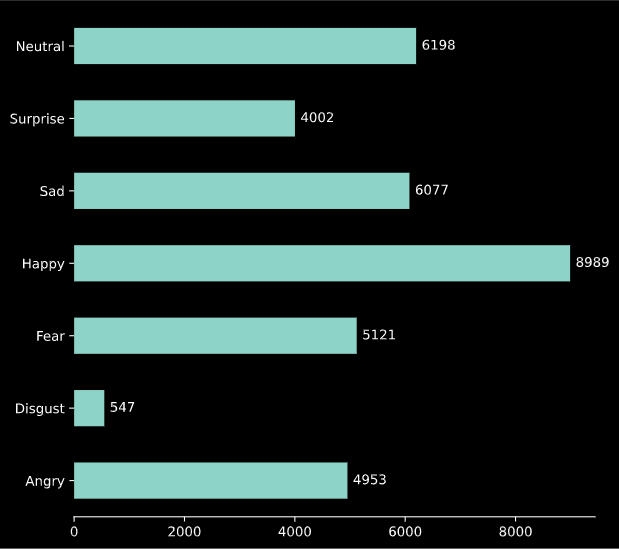 Neutral 6198
Surprise 4002
Sad 6077
Happy 8989
Fear 5121
Disgust 547
Angry 4953
0 2000 4000 6000 8000